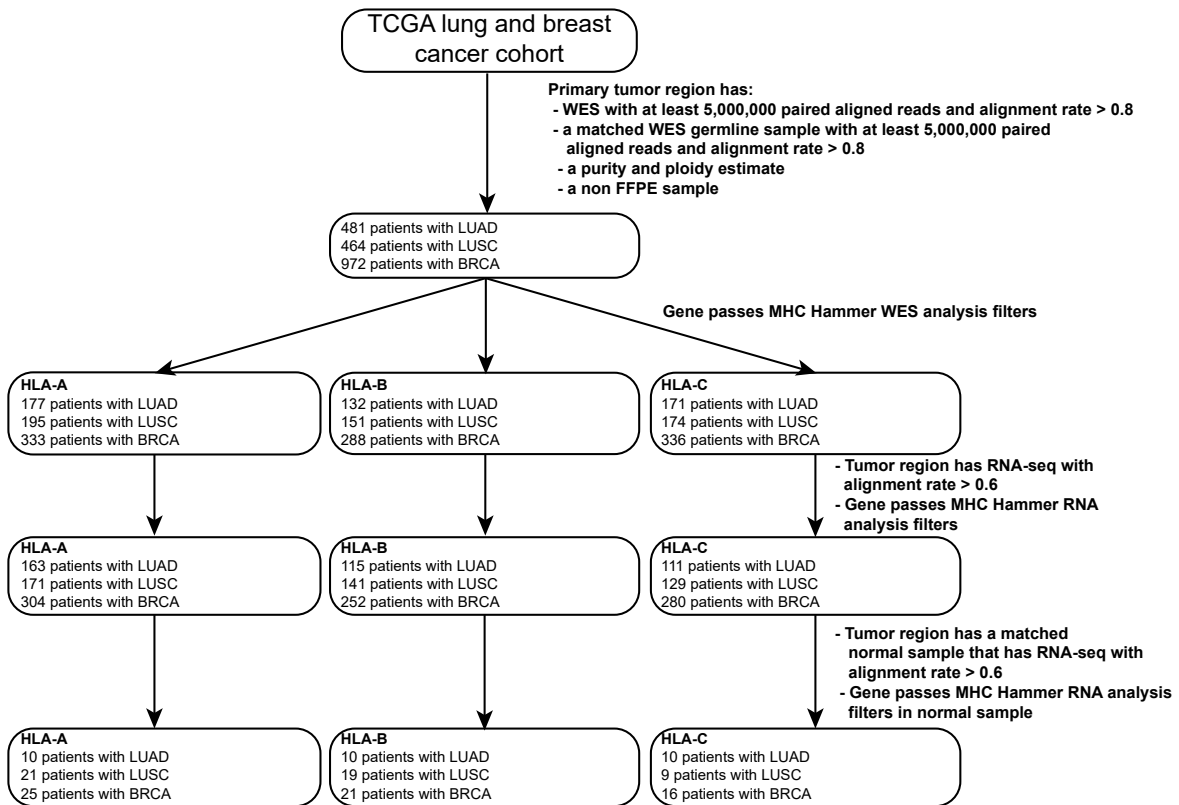 TCGA lung and breast
cancer cohort
Primary tumor region has:
- WES with at least 5,000,000 paired aligned reads and alignment rate > 0.8
- a matched WES germline sample with at least 5,000,000 paired
aligned reads and alignment rate > 0.8
- a purity and ploidy estimate
- a non FFPE sample
481 patients with LUAD
464 patients with LUSC
972 patients with BRCA
Gene passes MHC Hammer WES analysis filters
HLA-A
177 patients with LUAD
195 patients with LUSC
333 patients with BRCA
HLA-B
132 patients with LUAD
151 patients with LUSC
288 patients with BRCA
HLA-C
171 patients with LUAD
174 patients with LUSC
336 patients with BRCA
- Tumor region has RNA-seq with
alignment rate > 0.6
- Gene passes MHC Hammer RNA
analysis filters
HLA-A
163 patients with LUAD
171 patients with LUSC
304 patients with BRCA
HLA-B
115 patients with LUAD
141 patients with LUSC
252 patients with BRCA
HLA-C
111 patients with LUAD
129 patients with LUSC
280 patients with BRCA
- Tumor region has a matched
normal sample that has RNA-seq with
alignment rate > 0.6
- Gene passes MHC Hammer RNA analysis
filters in normal sample
HLA-A
10 patients with LUAD
21 patients with LUSC
25 patients with BRCA
HLA-B
10 patients with LUAD
19 patients with LUSC
21 patients with BRCA
HLA-C
10 patients with LUAD
9 patients with LUSC
16 patients with BRCA